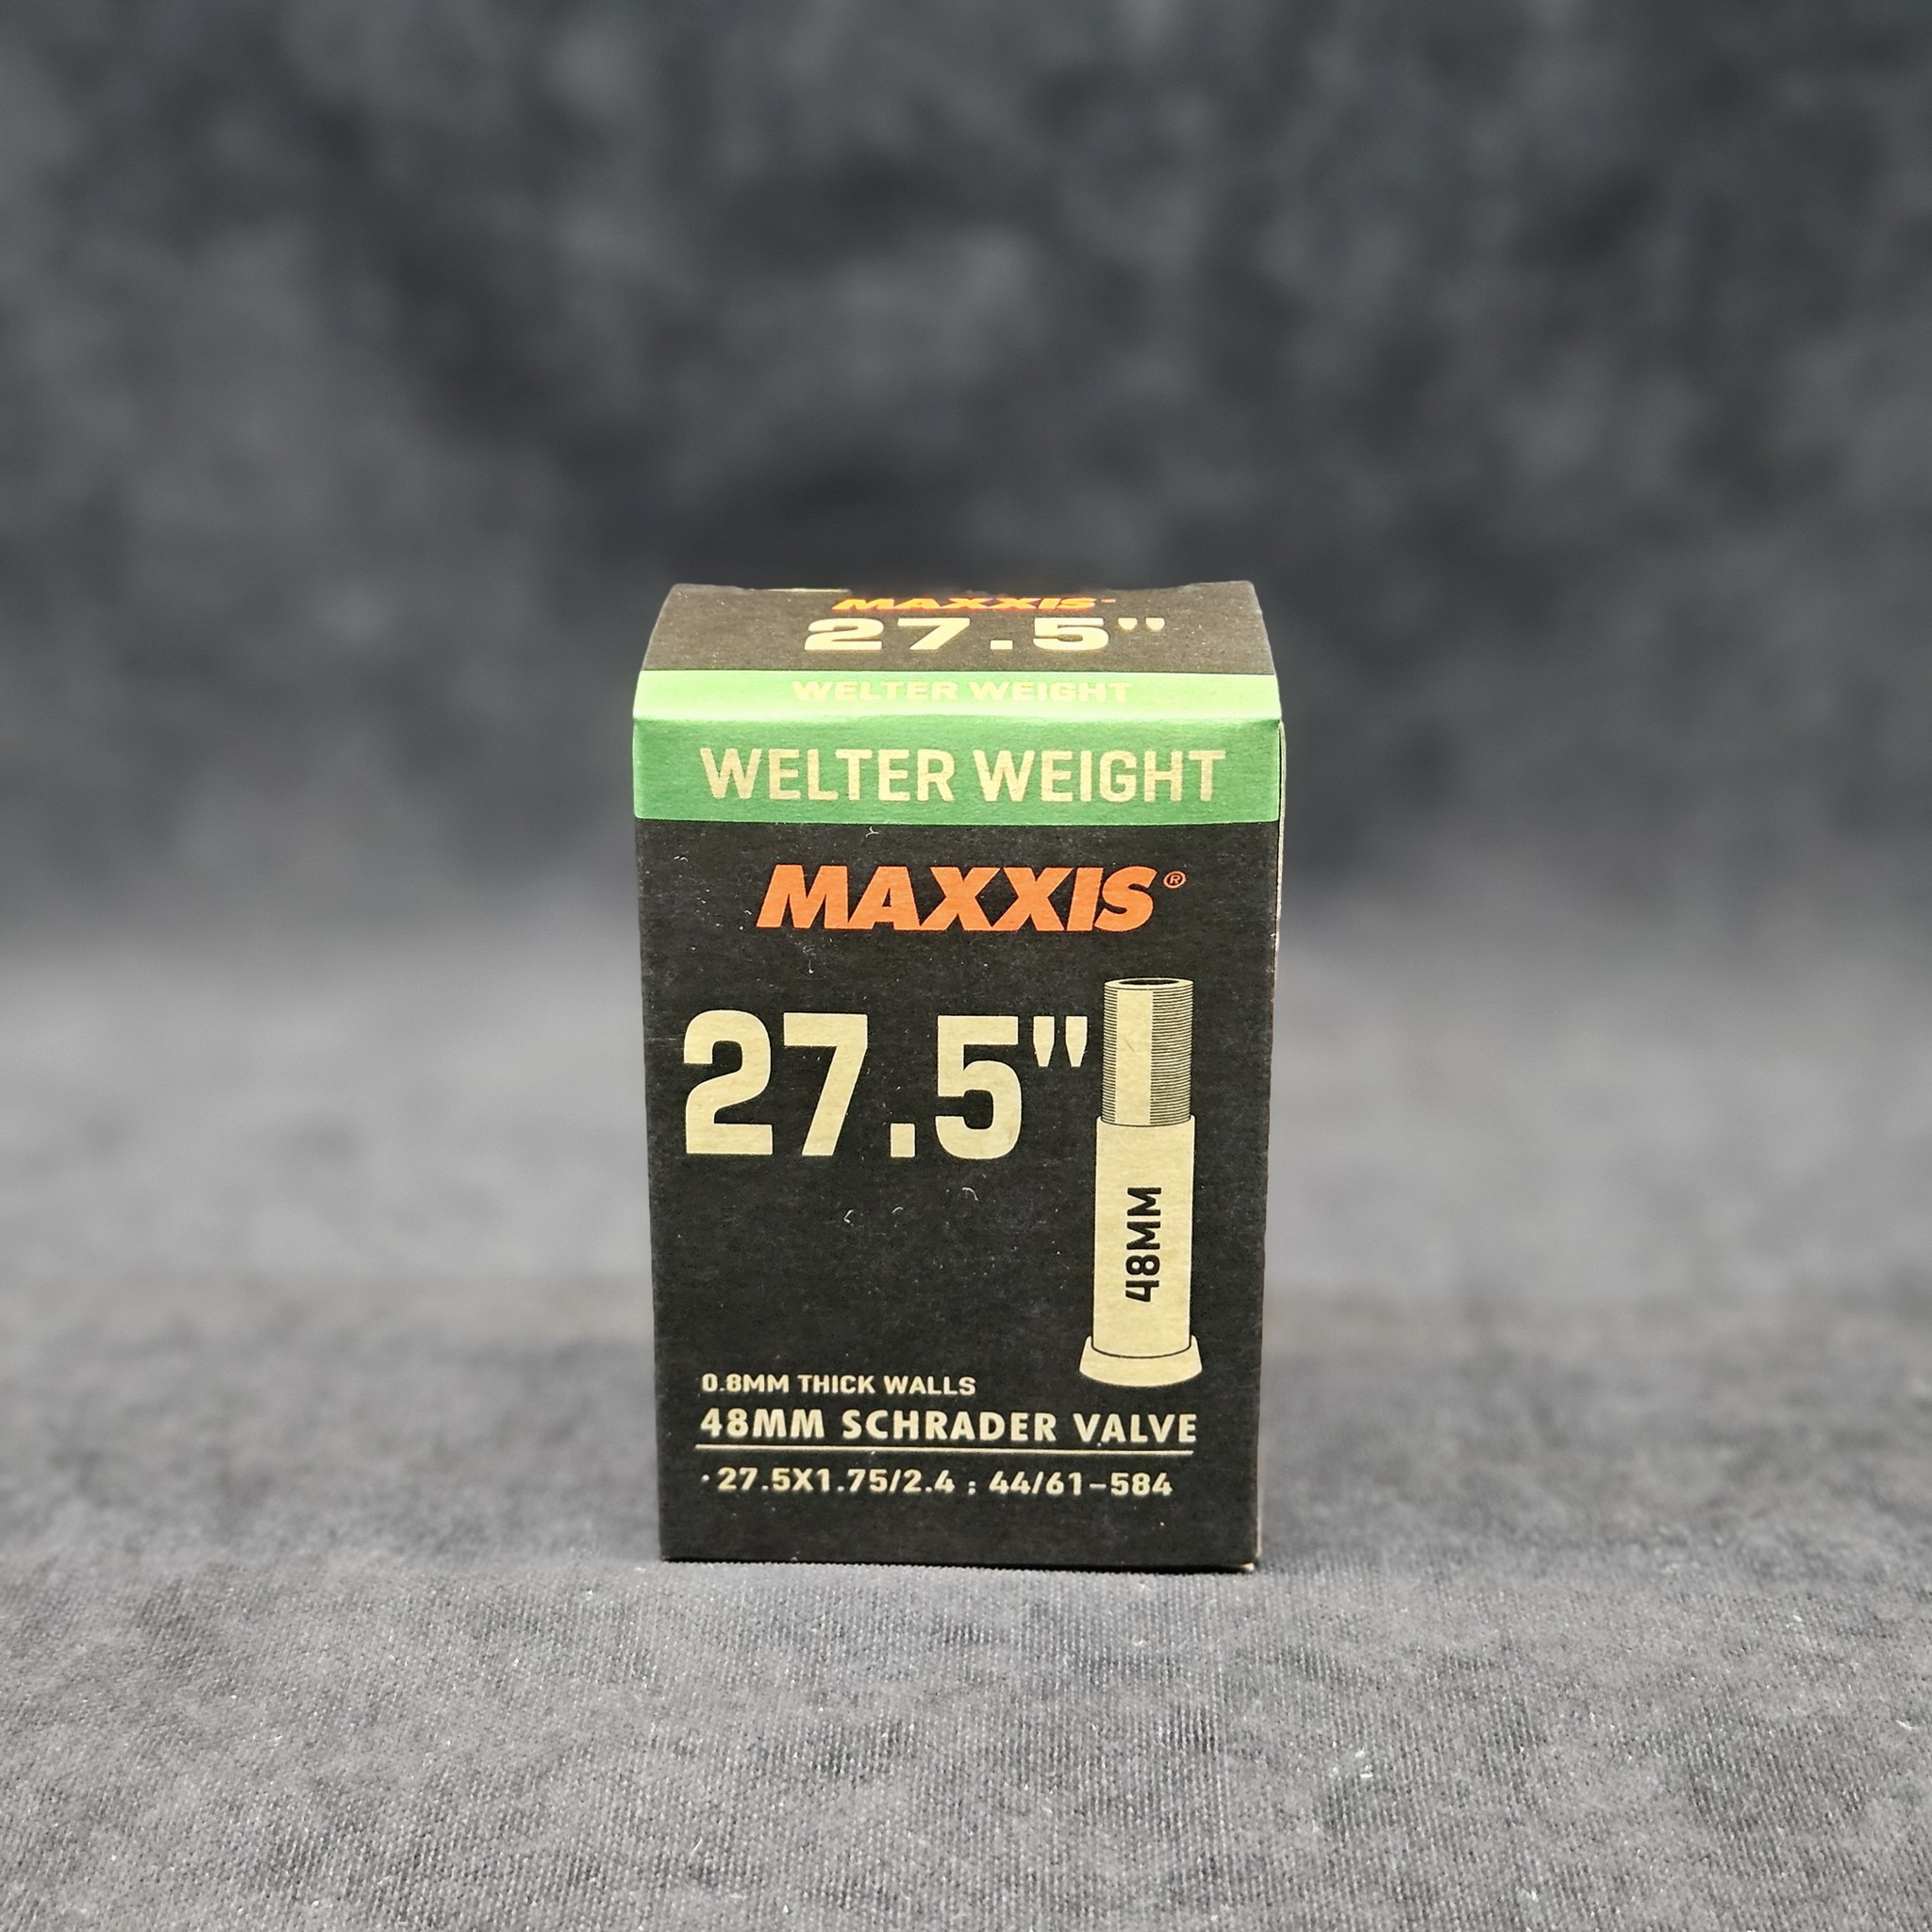 MAXXIS
27.5"
WELTER WEIGHT
WELTER WEIGHT
MAXXIS®
27.5"
48MM
0.8MM THICK WALLS
48MM SCHRADER VALVE
·27.5X1.75/2.4 : 44/61-584